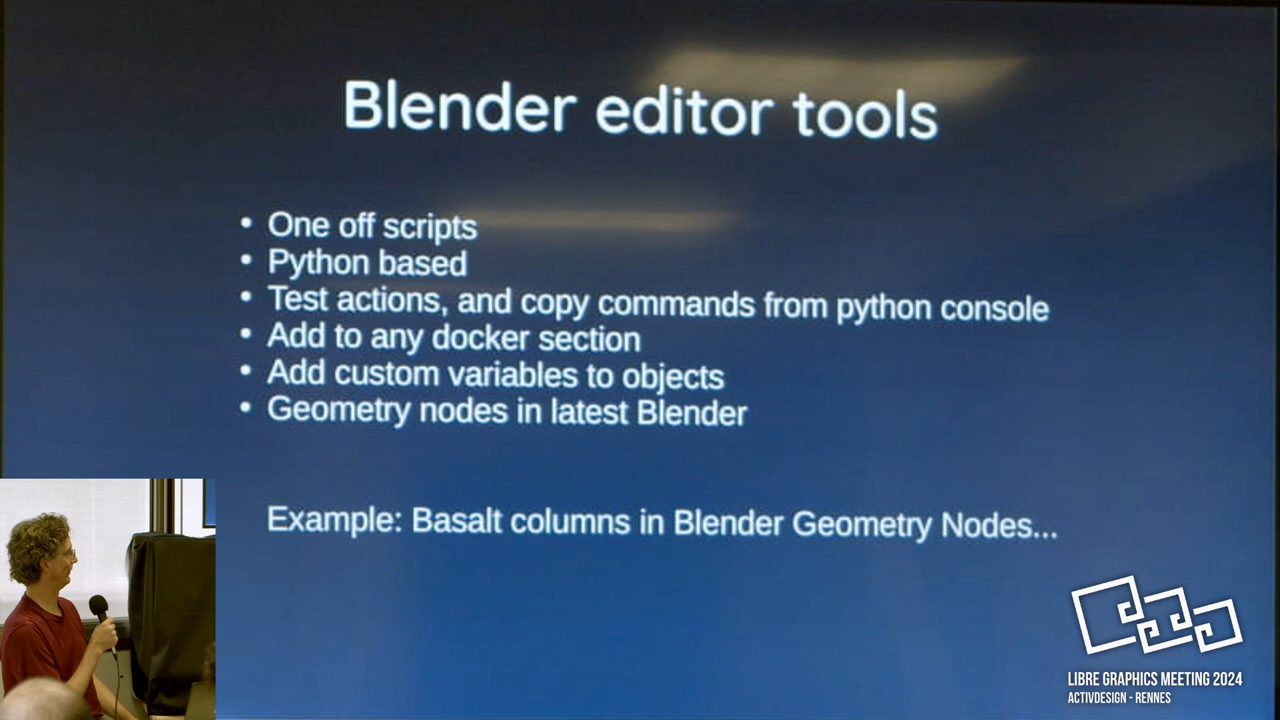 Blender editor tools
• One off scripts
• Python based
• Test actions, and copy commands from python console
• Add to any docker section
• Add custom variables to objects
• Geometry nodes in latest Blender
Example: Basalt columns in Blender Geometry Nodes...
LIBRE GRAPHICS MEETING 2024
ACTIVDESIGN - RENNES